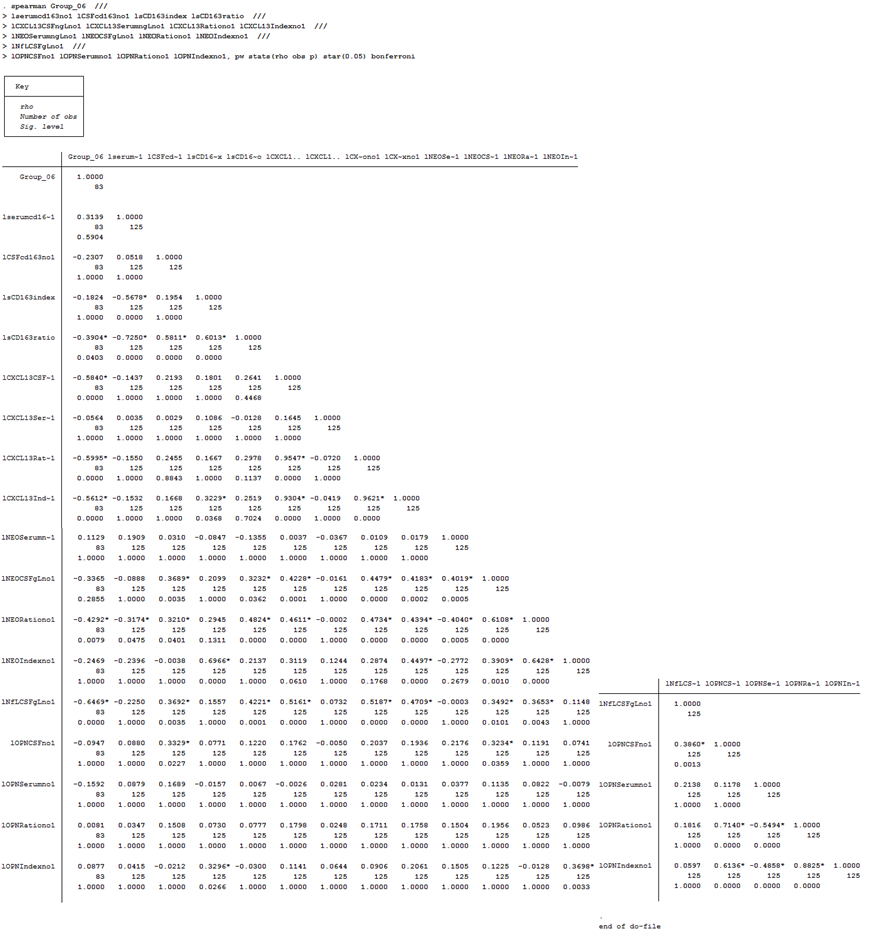 . spearman Group_06  ///
> lserumcd163no1 lCSFcd163no1 lsCD163index lsCD163ratio  ///
> lCXCL13CSFngLno1 lCXCL13SerumngLno1 lCXCL13Rationo1 lCXCL13Indexno1  ///
> lNEOSerumngLno1 lNEOCSFgLno1 lNEORationo1 lNEOIndexno1  ///
> lNfLCSFgLno1  ///
> lOPNCSFno1 lOPNSerumno1 lOPNRationo1 lOPNIndexno1, pw stats(rho obs p) star(0.05) bonferroni
Key
rho
Number of obs
Sig. level
Group_06 lserum~1 lCSFcd~1 lsCD16~x lsCD16~o lCXCL1.. lCXCL1.. lCX~ono1 lCX~xno1 lNEOSe~1 lNEOCS~1 lNEORa~1 lNEOIn~1
Group_06 1.0000
83
lserumcd16~1 0.3139 1.0000
83 125
0.5904
lCSFcd163no1 -0.2307 0.0518 1.0000
83 125 125
1.0000 1.0000
lsCD163index -0.1824 -0.5678* 0.1954 1.0000
83 125 125 125
1.0000 0.0000 1.0000
lsCD163ratio -0.3904* -0.7250* 0.5811* 0.6013* 1.0000
83 125 125 125 125
0.0403 0.0000 0.0000 0.0000
lCXCL13CSF~1 -0.5840* -0.1437 0.2193 0.1801 0.2641 1.0000
83 125 125 125 125 125
0.0000 1.0000 1.0000 1.0000 0.4468
lCXCL13Ser~1 -0.0564 0.0035 0.0029 0.1086 -0.0128 0.1645 1.0000
83 125 125 125 125 125 125
1.0000 1.0000 1.0000 1.0000 1.0000 1.0000
lCXCL13Rat~1 -0.5995* -0.1550 0.2455 0.1667 0.2978 0.9547* -0.0720 1.0000
83 125 125 125 125 125 125 125
0.0000 1.0000 0.8843 1.0000 0.1137 0.0000 1.0000
lCXCL13Ind~1 -0.5612* -0.1532 0.1668 0.3229* 0.2519 0.9304* -0.0419 0.9621* 1.0000
83 125 125 125 125 125 125 125 125
0.0000 1.0000 1.0000 0.0368 0.7024 0.0000 1.0000 0.0000
lNEOSerumn~1 0.1129 0.1909 0.0310 -0.0847 -0.1355 0.0037 -0.0367 0.0109 0.0179 1.0000
83 125 125 125 125 125 125 125 125 125
1.0000 1.0000 1.0000 1.0000 1.0000 1.0000 1.0000 1.0000 1.0000
lNEOCSFgLno1 -0.3365 -0.0888 0.3689* 0.2099 0.3232* 0.4228* -0.0161 0.4479* 0.4183* 0.4019* 1.0000
83 125 125 125 125 125 125 125 125 125 125
0.2855 1.0000 0.0035 1.0000 0.0362 0.0001 1.0000 0.0000 0.0002 0.0005
lNEORationo1 -0.4292* -0.3174* 0.3210* 0.2945 0.4824* 0.4611* -0.0002 0.4734* 0.4394* -0.4040* 0.6108* 1.0000
83 125 125 125 125 125 125 125 125 125 125 125
0.0079 0.0475 0.0401 0.1311 0.0000 0.0000 1.0000 0.0000 0.0000 0.0005 0.0000
lNEOIndexno1 -0.2469 -0.2396 -0.0038 0.6966* 0.2137 0.3119 0.1244 0.2874 0.4497* -0.2772 0.3909* 0.6428* 1.0000
83 125 125 125 125 125 125 125 125 125 125 125 125
1.0000 1.0000 1.0000 0.0000 1.0000 0.0610 1.0000 0.1768 0.0000 0.2679 0.0010 0.0000
lNfLCSFgLno1 -0.6469* -0.2250 0.3692* 0.1557 0.4221* 0.5161* 0.0732 0.5187* 0.4709* -0.0003 0.3492* 0.3653* 0.1148
83 125 125 125 125 125 125 125 125 125 125 125 125
0.0000 1.0000 0.0035 1.0000 0.0001 0.0000 1.0000 0.0000 0.0000 1.0000 0.0101 0.0043 1.0000
lOPNCSFno1 -0.0947 0.0880 0.3329* 0.0771 0.1220 0.1762 -0.0050 0.2037 0.1936 0.2176 0.3234* 0.1191 0.0741
83 125 125 125 125 125 125 125 125 125 125 125 125
1.0000 1.0000 0.0227 1.0000 1.0000 1.0000 1.0000 1.0000 1.0000 1.0000 0.0359 1.0000 1.0000
lOPNSerumno1 -0.1592 0.0879 0.1689 -0.0157 0.0067 -0.0026 0.0281 0.0234 0.0131 0.0377 0.1135 0.0822 -0.0079
83 125 125 125 125 125 125 125 125 125 125 125 125
1.0000 1.0000 1.0000 1.0000 1.0000 1.0000 1.0000 1.0000 1.0000 1.0000 1.0000 1.0000 1.0000
lOPNRationo1 0.0081 0.0347 0.1508 0.0730 0.0777 0.1798 0.0248 0.1711 0.1758 0.1504 0.1956 0.0523 0.0986
83 125 125 125 125 125 125 125 125 125 125 125 125
1.0000 1.0000 1.0000 1.0000 1.0000 1.0000 1.0000 1.0000 1.0000 1.0000 1.0000 1.0000 1.0000
lOPNIndexno1 0.0877 0.0415 -0.0212 0.3296* -0.0300 0.1141 0.0644 0.0906 0.2061 0.1505 0.1225 -0.0128 0.3698*
83 125 125 125 125 125 125 125 125 125 125 125 125
1.0000 1.0000 1.0000 0.0266 1.0000 1.0000 1.0000 1.0000 1.0000 1.0000 1.0000 1.0000 0.0033
lNfLCS~1 lOPNCS~1 lOPNSe~1 lOPNRa~1 lOPNIn~1
lNfLCSFgLno1 1.0000
125
lOPNCSFno1 0.3860* 1.0000
125 125
0.0013
lOPNSerumno1 0.2138 0.1178 1.0000
125 125 125
1.0000 1.0000
lOPNRationo1 0.1816 0.7140* -0.5494* 1.0000
125 125 125 125
1.0000 0.0000 0.0000
lOPNIndexno1 0.0597 0.6136* -0.4858* 0.8825* 1.0000
125 125 125 125 125
1.0000 0.0000 0.0000 0.0000
.
end of do-file